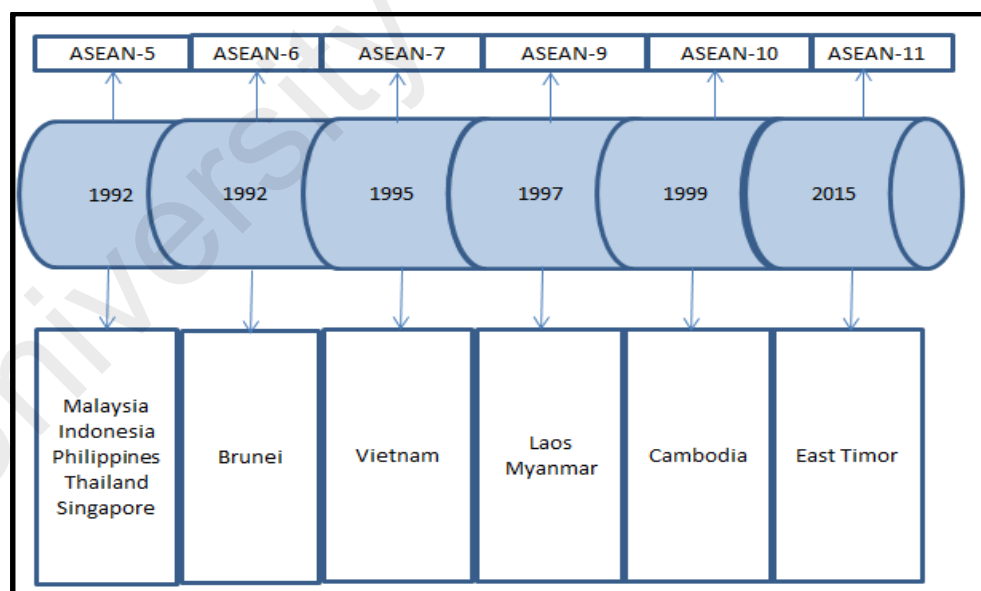 ASEAN-5 ASEAN-6 ASEAN-7 ASEAN-9 ASEAN-10 ASEAN-11
1992 1992 1995 1997 1999 2015
Malaysia
Indonesia
Philippines
Thailand
Singapore
Brunei
Vietnam
Laos
Myanmar
Cambodia
East Timor
University